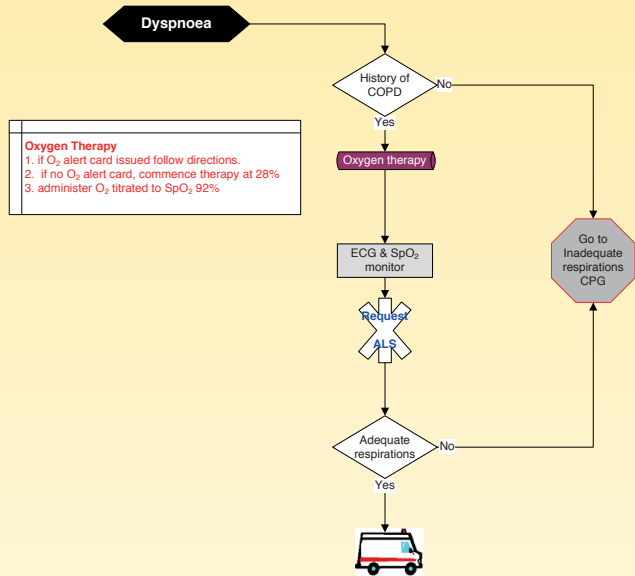 Dyspnoea
History of
COPD
No
Yes
Oxygen Therapy
1. if O₂ alert card issued follow directions.
2. if no O₂ alert card, commence therapy at 28%
3. administer O₂ titrated to SpO₂ 92%
Oxygen therapy
Go to
Inadequate
respirations
CPG
ECG & SpO₂
monitor
Request
ALS
Adequate
respirations
No
Yes